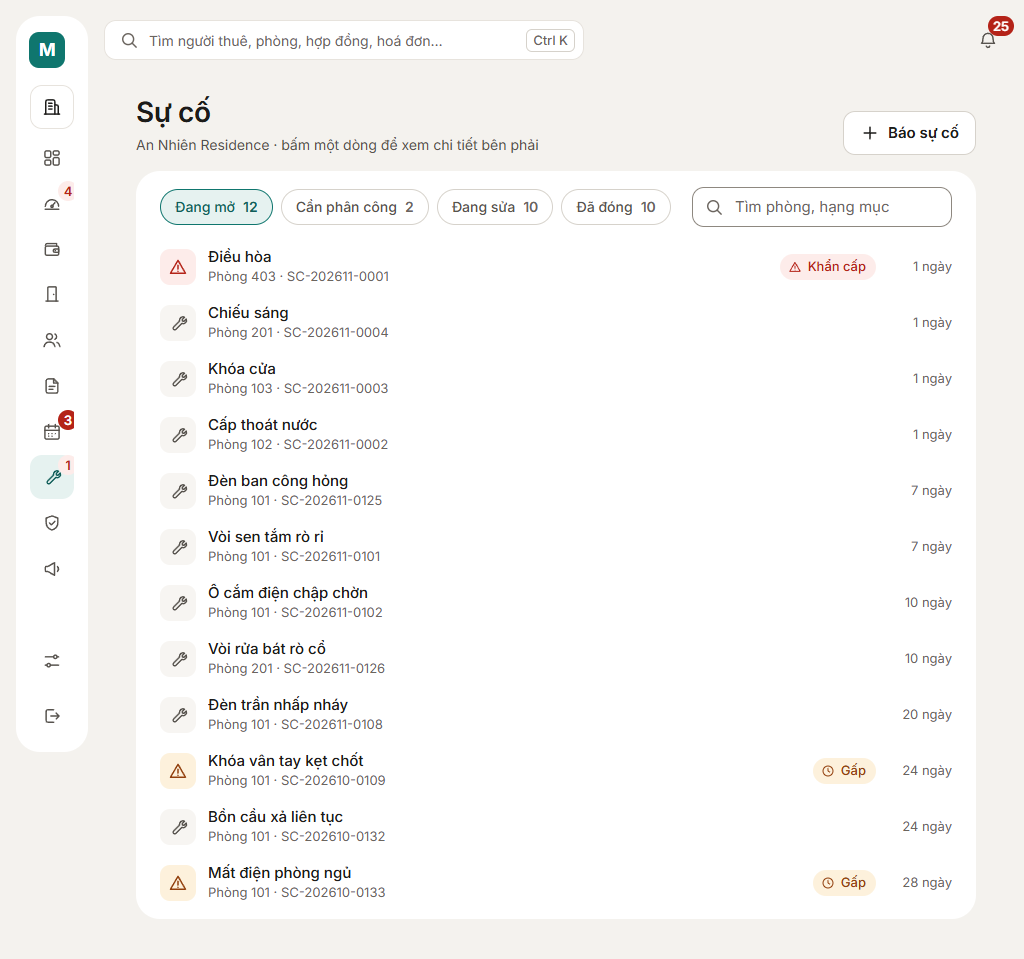 M
Tìm người thuê, phòng, hợp đồng, hoá đơn...
Ctrl K
25
Sự cố
An Nhiên Residence · bấm một dòng để xem chi tiết bên phải
Báo sự cố
4
3
1
Đang mở 12
Cần phân công 2
Đang sửa 10
Đã đóng 10
Tìm phòng, hạng mục
Điều hòa
Phòng 403 · SC-202611-0001
Khẩn cấp
1 ngày
Chiếu sáng
Phòng 201 · SC-202611-0004
1 ngày
Khóa cửa
Phòng 103 · SC-202611-0003
1 ngày
Cấp thoát nước
Phòng 102 · SC-202611-0002
1 ngày
Đèn ban công hỏng
Phòng 101 · SC-202611-0125
7 ngày
Vòi sen tắm rò rỉ
Phòng 101 · SC-202611-0101
7 ngày
Ổ cắm điện chập chờn
Phòng 101 · SC-202611-0102
10 ngày
Vòi rửa bát rò cổ
Phòng 201 · SC-202611-0126
10 ngày
Đèn trần nhấp nháy
Phòng 101 · SC-202611-0108
20 ngày
Khóa vân tay kẹt chốt
Phòng 101 · SC-202610-0109
Gấp
24 ngày
Bồn cầu xả liên tục
Phòng 101 · SC-202610-0132
24 ngày
Mất điện phòng ngủ
Phòng 101 · SC-202610-0133
Gấp
28 ngày